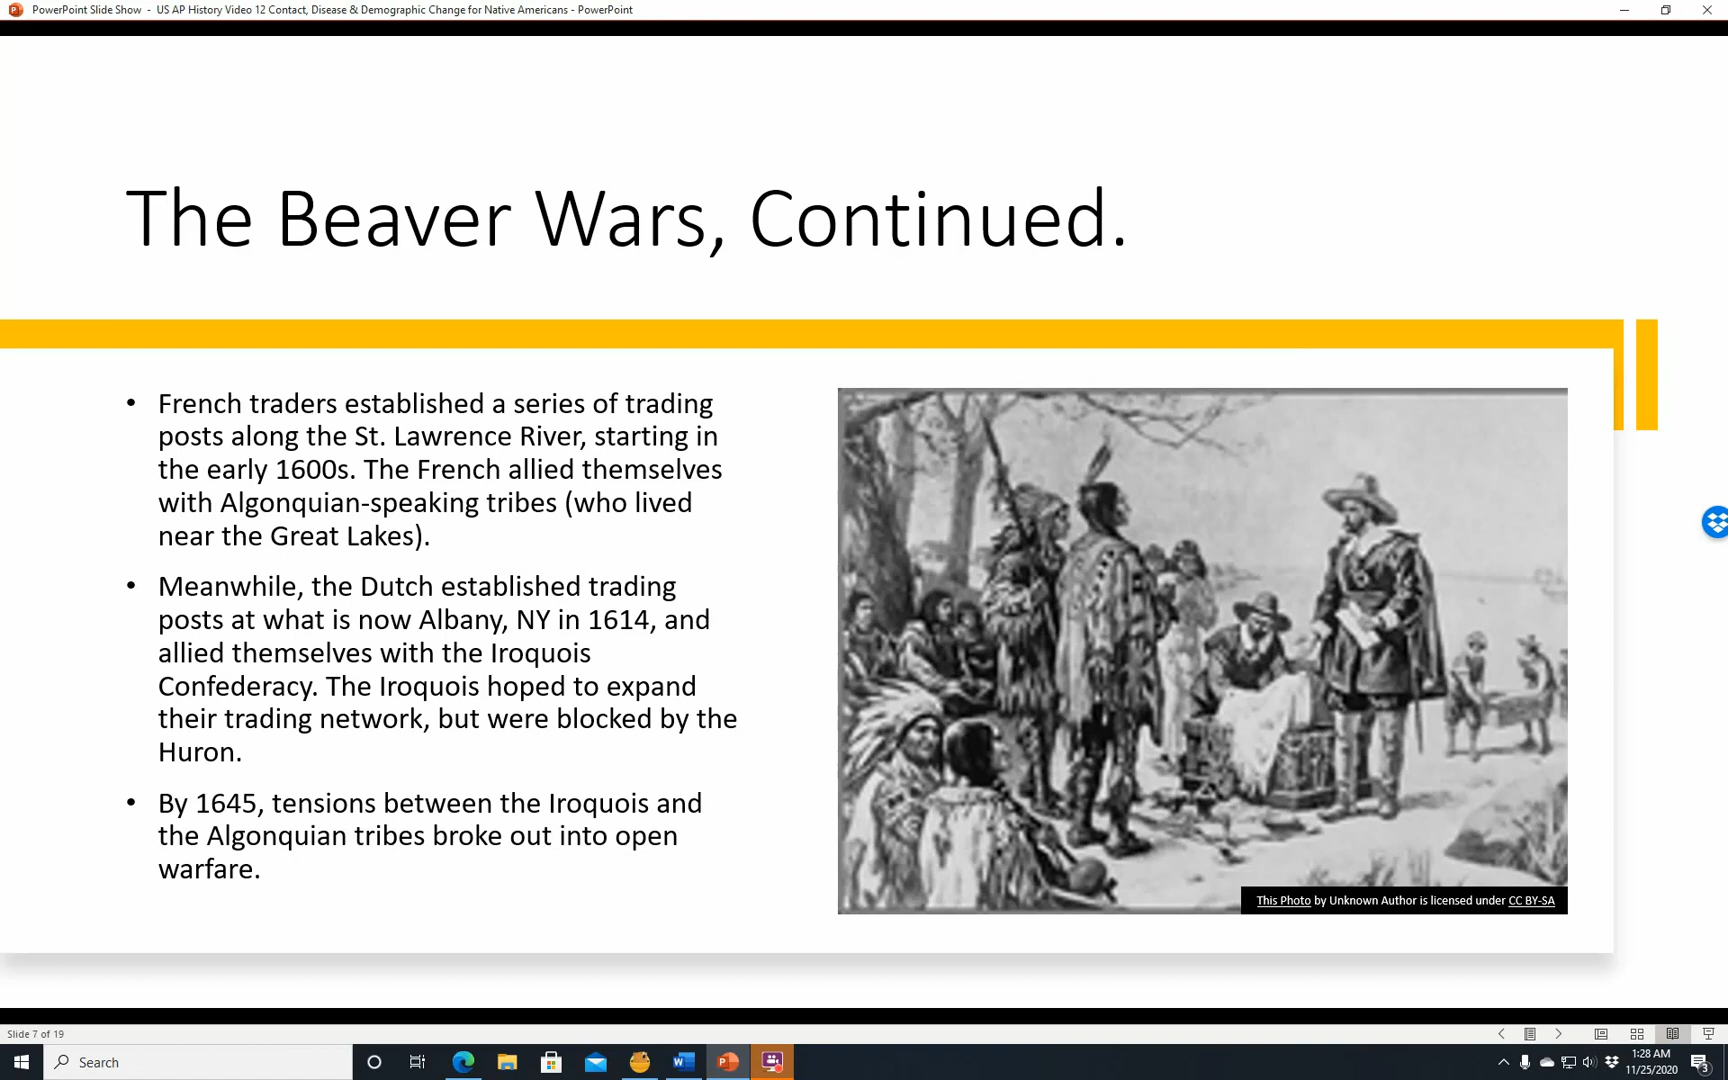 PowerPoint Slide Show - US AP History Video 12 Contact, Disease & Demographic Change for Native Americans - PowerPoint
The Beaver Wars, Continued.
• French traders established a series of trading
posts along the St. Lawrence River, starting in
the early 1600s. The French allied themselves
with Algonquian-speaking tribes (who lived
near the Great Lakes).
• Meanwhile, the Dutch established trading
posts at what is now Albany, NY in 1614, and
allied themselves with the Iroquois
Confederacy. The Iroquois hoped to expand
their trading network, but were blocked by the
Huron.
• By 1645, tensions between the Iroquois and
the Algonquian tribes broke out into open
warfare.
This Photo by Unknown Author is licensed under CC BY-SA
Slide 7 of 19
Search
1:28 AM
11/25/2020
3